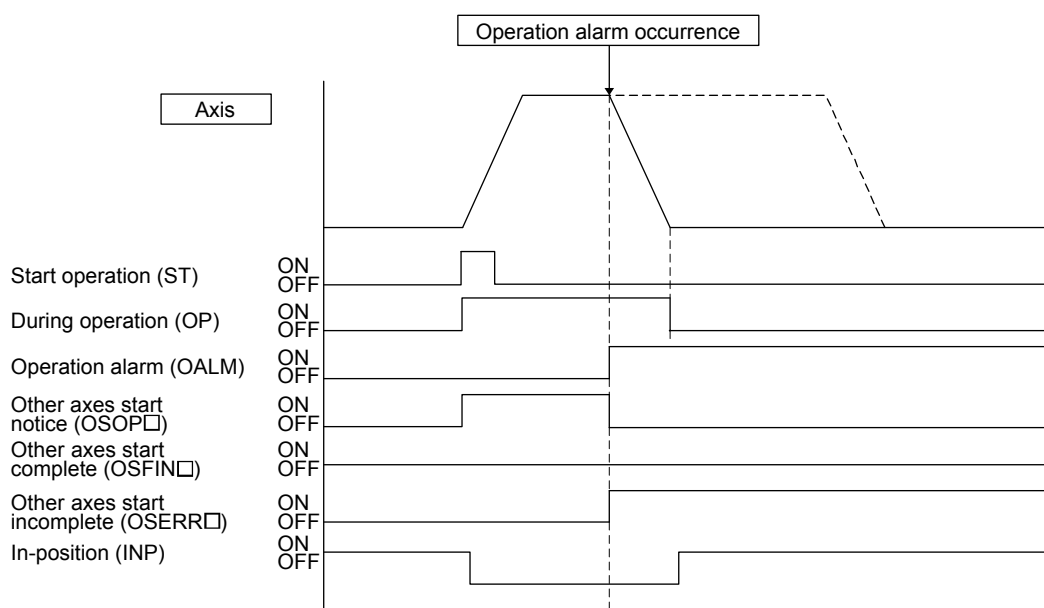 Operation alarm occurrence
Axis
Start operation (ST)
ON
OFF
During operation (OP)
ON
OFF
Operation alarm (OALM)
ON
OFF
Other axes start
notice (OSOP□)
ON
OFF
Other axes start
complete (OSFIN□)
ON
OFF
Other axes start
incomplete (OSERR□)
ON
OFF
In-position (INP)
ON
OFF